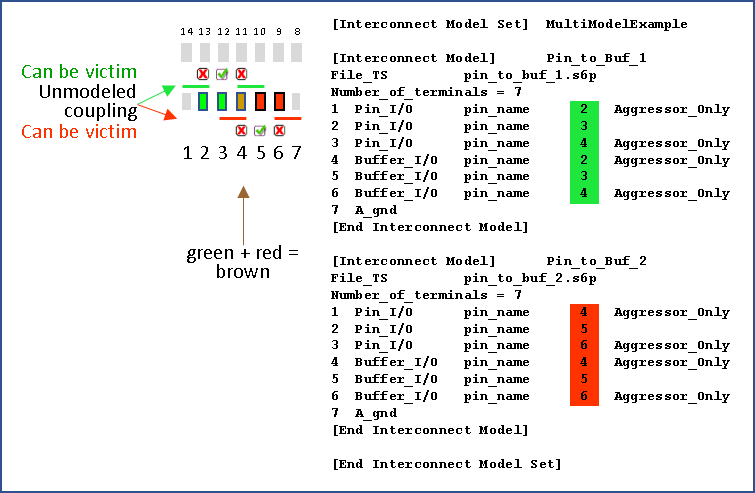 14 13 12 11 10 9 8
Can be victim
Unmodeled
coupling
Can be victim
1 2 3 4 5 6 7
green + red =
brown
[Interconnect Model Set] MultiModelExample
[Interconnect Model] Pin_to_Buf_1
File_TS pin_to_buf_1.s6p
Number_of_terminals = 7
1 Pin_I/O pin_name 2 Aggressor_Only
2 Pin_I/O pin_name 3
3 Pin_I/O pin_name 4 Aggressor_Only
4 Buffer_I/O pin_name 2 Aggressor_Only
5 Buffer_I/O pin_name 3
6 Buffer_I/O pin_name 4 Aggressor_Only
7 A_gnd
[End Interconnect Model]
[Interconnect Model] Pin_to_Buf_2
File_TS pin_to_buf_2.s6p
Number_of_terminals = 7
1 Pin_I/O pin_name 4 Aggressor_Only
2 Pin_I/O pin_name 5
3 Pin_I/O pin_name 6 Aggressor_Only
4 Buffer_I/O pin_name 4 Aggressor_Only
5 Buffer_I/O pin_name 5
6 Buffer_I/O pin_name 6 Aggressor_Only
7 A_gnd
[End Interconnect Model]
[End Interconnect Model Set]